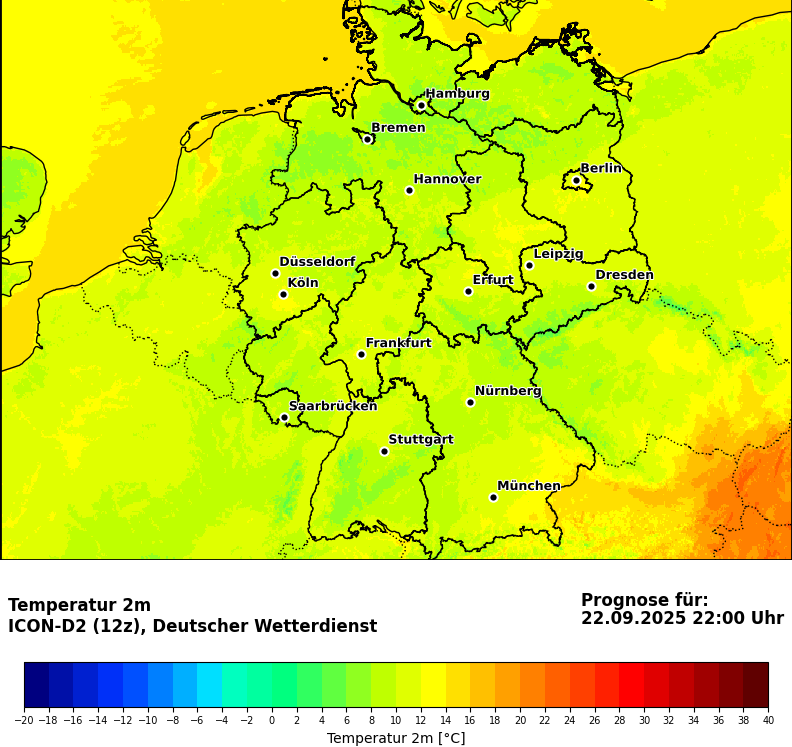 Hamburg
Bremen
Berlin
Hannover
Düsseldorf
Leipzig
Köln
Erfurt
Dresden
Frankfurt
Nürnberg
Saarbrücken
Stuttgart
München
Temperatur 2m
ICON-D2 (12z), Deutscher Wetterdienst
Prognose für:
22.09.2025 22:00 Uhr
−20 −18 −16 −14 −12 −10 −8 −6 −4 −2 0 2 4 6 8 10 12 14 16 18 20 22 24 26 28 30 32 34 36 38 40
Temperatur 2m [°C]